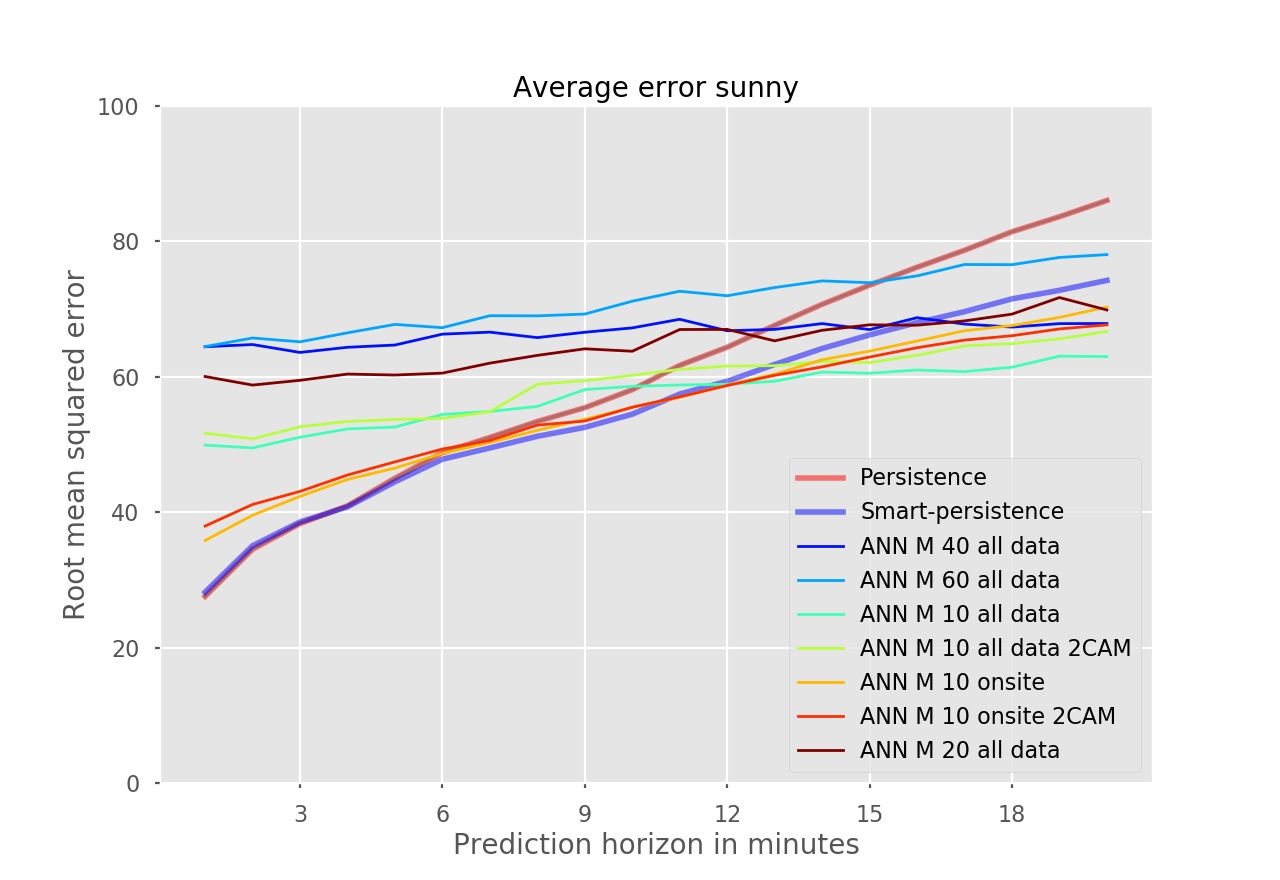 Average error sunny
100
80
60
40
20
0
Root mean squared error
3 6 9 12 15 18
Prediction horizon in minutes
Persistence
Smart-persistence
ANN M 40 all data
ANN M 60 all data
ANN M 10 all data
ANN M 10 all data 2CAM
ANN M 10 onsite
ANN M 10 onsite 2CAM
ANN M 20 all data